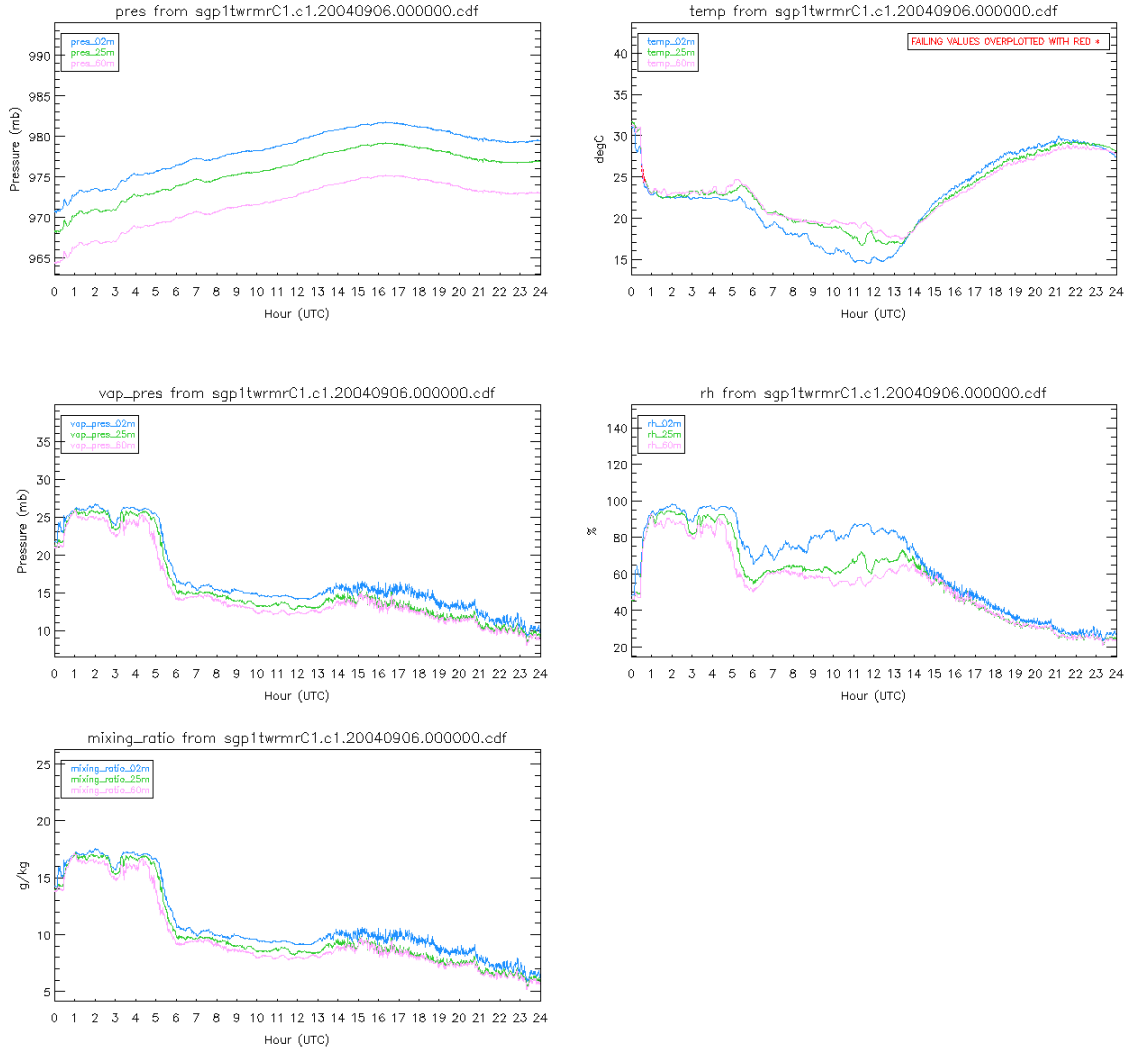 pres from sgp1twrmrC1.c1.20040906.000000.cdf
pres_02m
pres_25m
pres_60m
Pressure (mb)
990
985
980
975
970
965
0 1 2 3 4 5 6 7 8 9 10 11 12 13 14 15 16 17 18 19 20 21 22 23 24
Hour (UTC)
temp from sgp1twrmrC1.c1.20040906.000000.cdf
temp_02m
temp_25m
temp_60m
FAILING VALUES OVERPLOTTED WITH RED *
degC
40
35
30
25
20
15
0 1 2 3 4 5 6 7 8 9 10 11 12 13 14 15 16 17 18 19 20 21 22 23 24
Hour (UTC)
vap_pres from sgp1twrmrC1.c1.20040906.000000.cdf
vap_pres_02m
vap_pres_25m
vap_pres_60m
Pressure (mb)
35
30
25
20
15
10
0 1 2 3 4 5 6 7 8 9 10 11 12 13 14 15 16 17 18 19 20 21 22 23 24
Hour (UTC)
rh from sgp1twrmrC1.c1.20040906.000000.cdf
rh_02m
rh_25m
rh_60m
%
140
120
100
80
60
40
20
0 1 2 3 4 5 6 7 8 9 10 11 12 13 14 15 16 17 18 19 20 21 22 23 24
Hour (UTC)
mixing_ratio from sgp1twrmrC1.c1.20040906.000000.cdf
mixing_ratio_02m
mixing_ratio_25m
mixing_ratio_60m
g/kg
25
20
15
10
5
0 1 2 3 4 5 6 7 8 9 10 11 12 13 14 15 16 17 18 19 20 21 22 23 24
Hour (UTC)